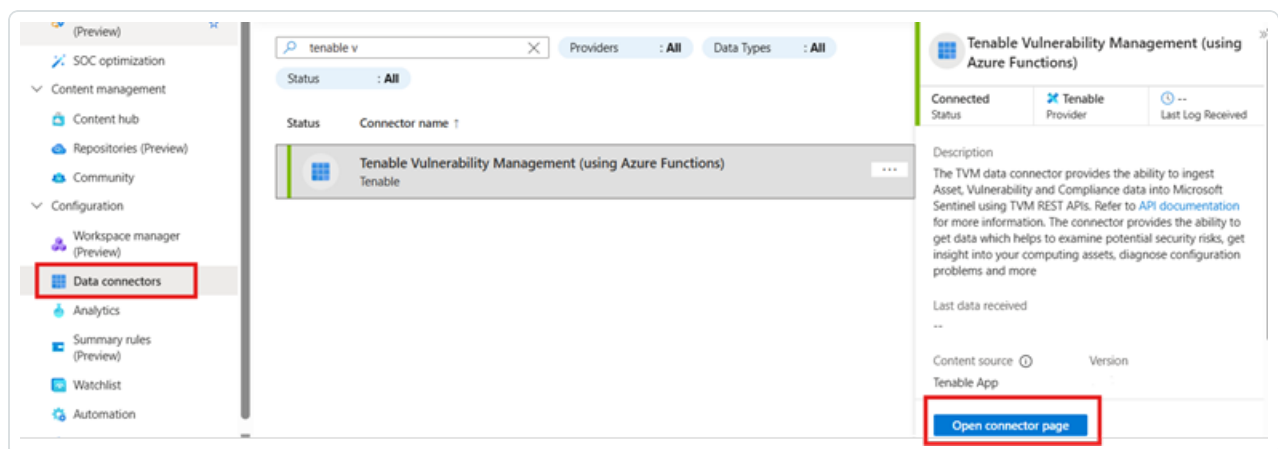 (Preview)
SOC optimization
Content management
Content hub
Repositories (Preview)
Community
Configuration
Workspace manager
(Preview)
Data connectors
Analytics
Summary rules
(Preview)
Watchlist
Automation
tenable v
Providers : All
Data Types : All
Status : All
Status Connector name ↑
Tenable Vulnerability Management (using Azure Functions)
Tenable
...
Tenable Vulnerability Management (using
Azure Functions)
Connected
Status
Tenable
Provider
--
Last Log Received
Description
The TVM data connector provides the ability to ingest
Asset, Vulnerability and Compliance data into Microsoft
Sentinel using TVM REST APIs. Refer to API documentation
for more information. The connector provides the ability to
get data which helps to examine potential security risks, get
insight into your computing assets, diagnose configuration
problems and more
Last data received
--
Content source Version
Tenable App
Open connector page